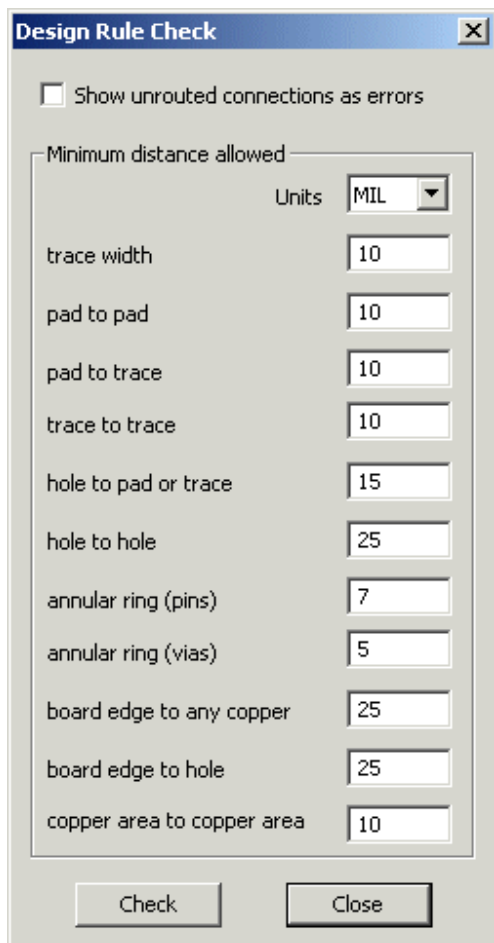 Design Rule Check
Show unrouted connections as errors
Minimum distance allowed
Units MIL
trace width 10
pad to pad 10
pad to trace 10
trace to trace 10
hole to pad or trace 15
hole to hole 25
annular ring (pins) 7
annular ring (vias) 5
board edge to any copper 25
board edge to hole 25
copper area to copper area 10
Check Close